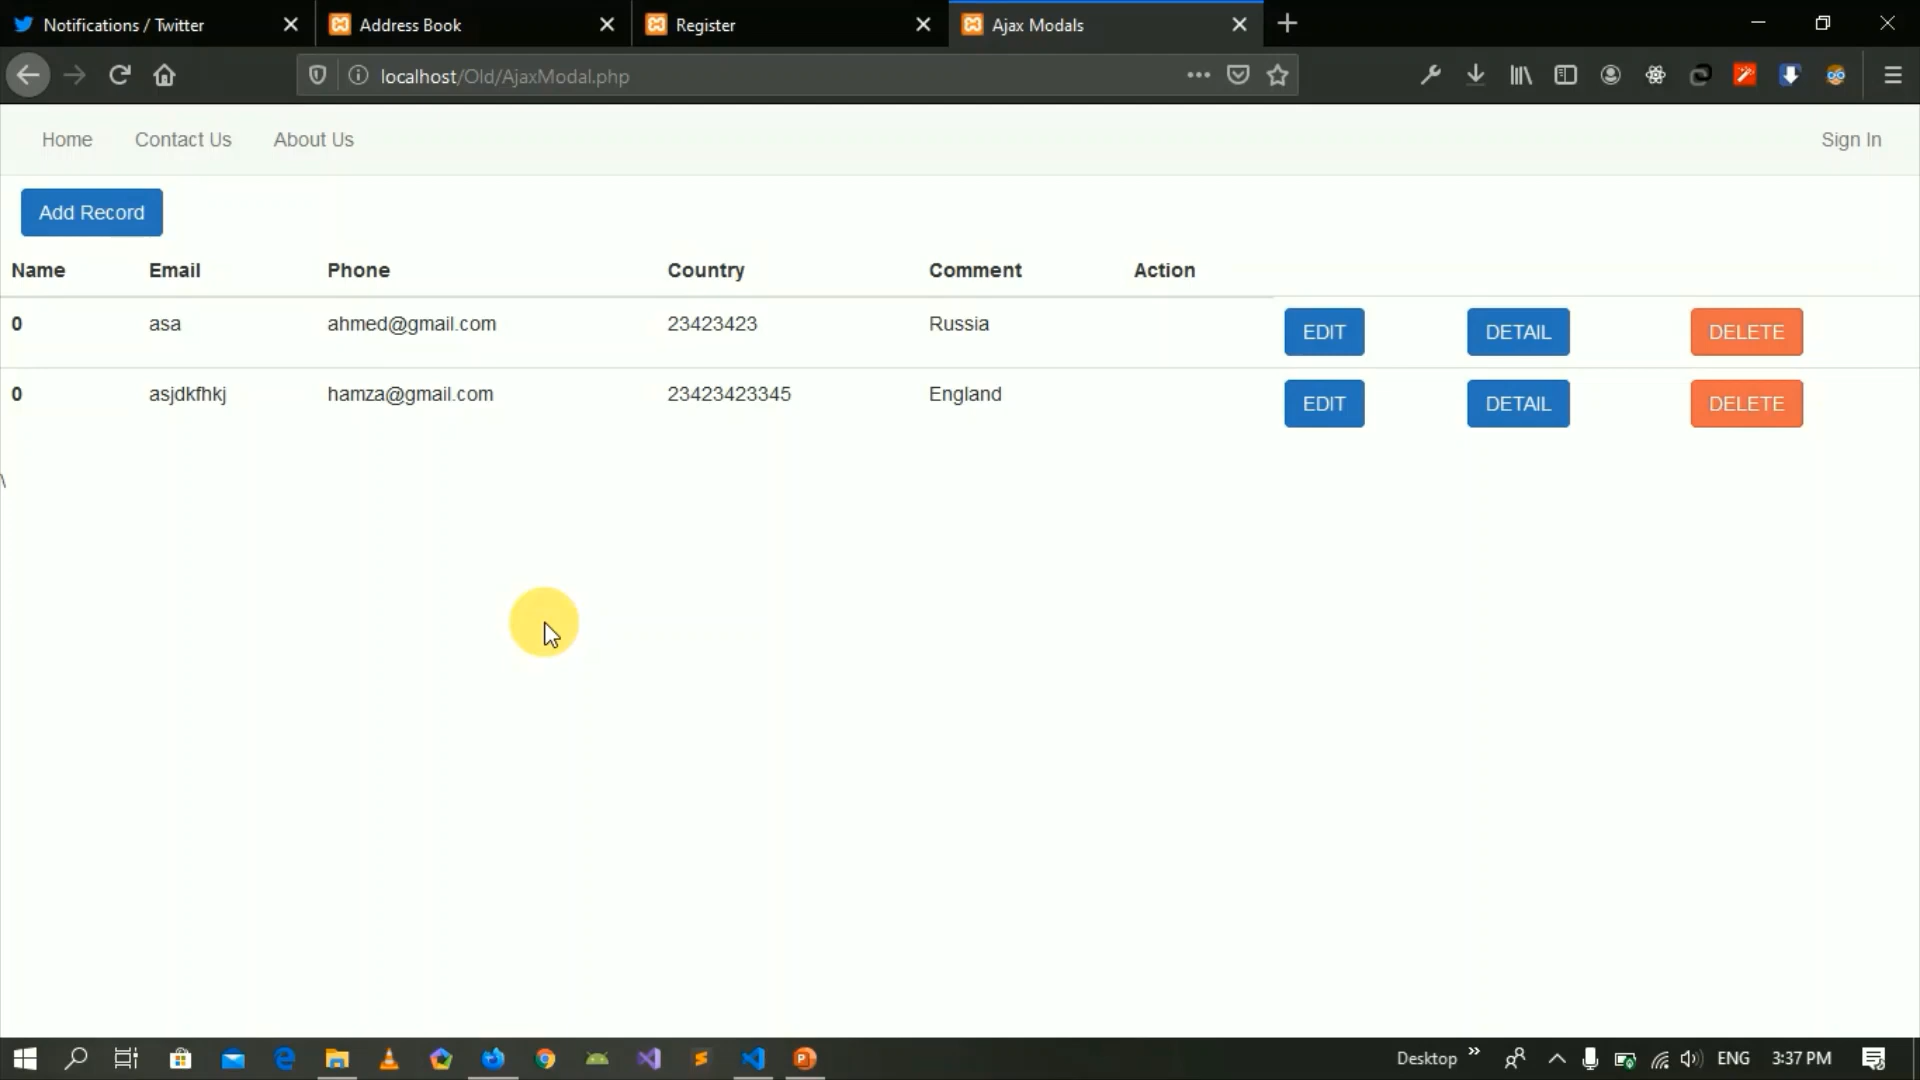 Notifications / Twitter
Address Book
Register
Ajax Modals
localhost/Old/AjaxModal.php
Home Contact Us About Us Sign In
Add Record
Name Email Phone Country Comment Action
0 asa ahmed@gmail.com 23423423 Russia EDIT DETAIL DELETE
0 asjdkfhkj hamza@gmail.com 23423423345 England EDIT DETAIL DELETE
\
Desktop ENG 3:37 PM